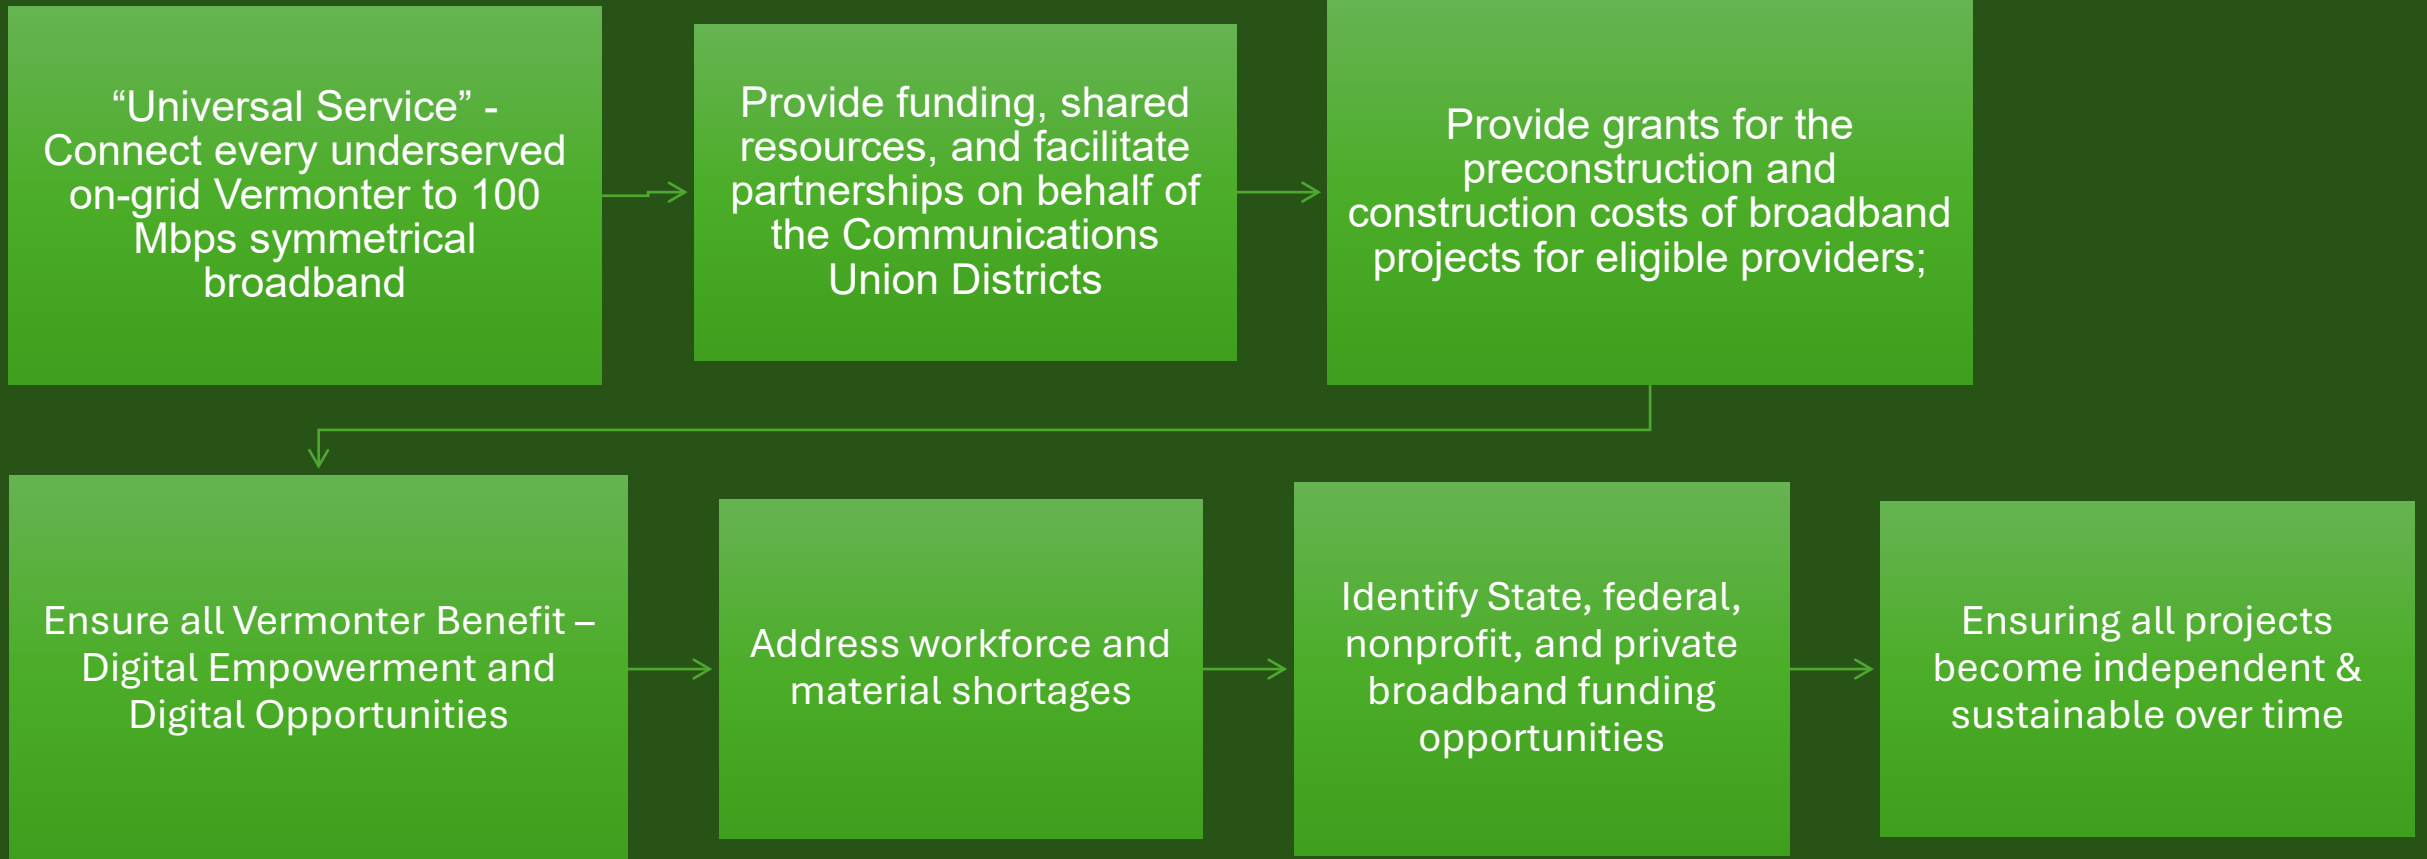 “Universal Service” -
Connect every underserved
on-grid Vermonter to 100
Mbps symmetrical
broadband
Provide funding, shared
resources, and facilitate
partnerships on behalf of
the Communications
Union Districts
Provide grants for the
preconstruction and
construction costs of broadband
projects for eligible providers;
Ensure all Vermonter Benefit –
Digital Empowerment and
Digital Opportunities
Address workforce and
material shortages
Identify State, federal,
nonprofit, and private
broadband funding
opportunities
Ensuring all projects
become independent &
sustainable over time